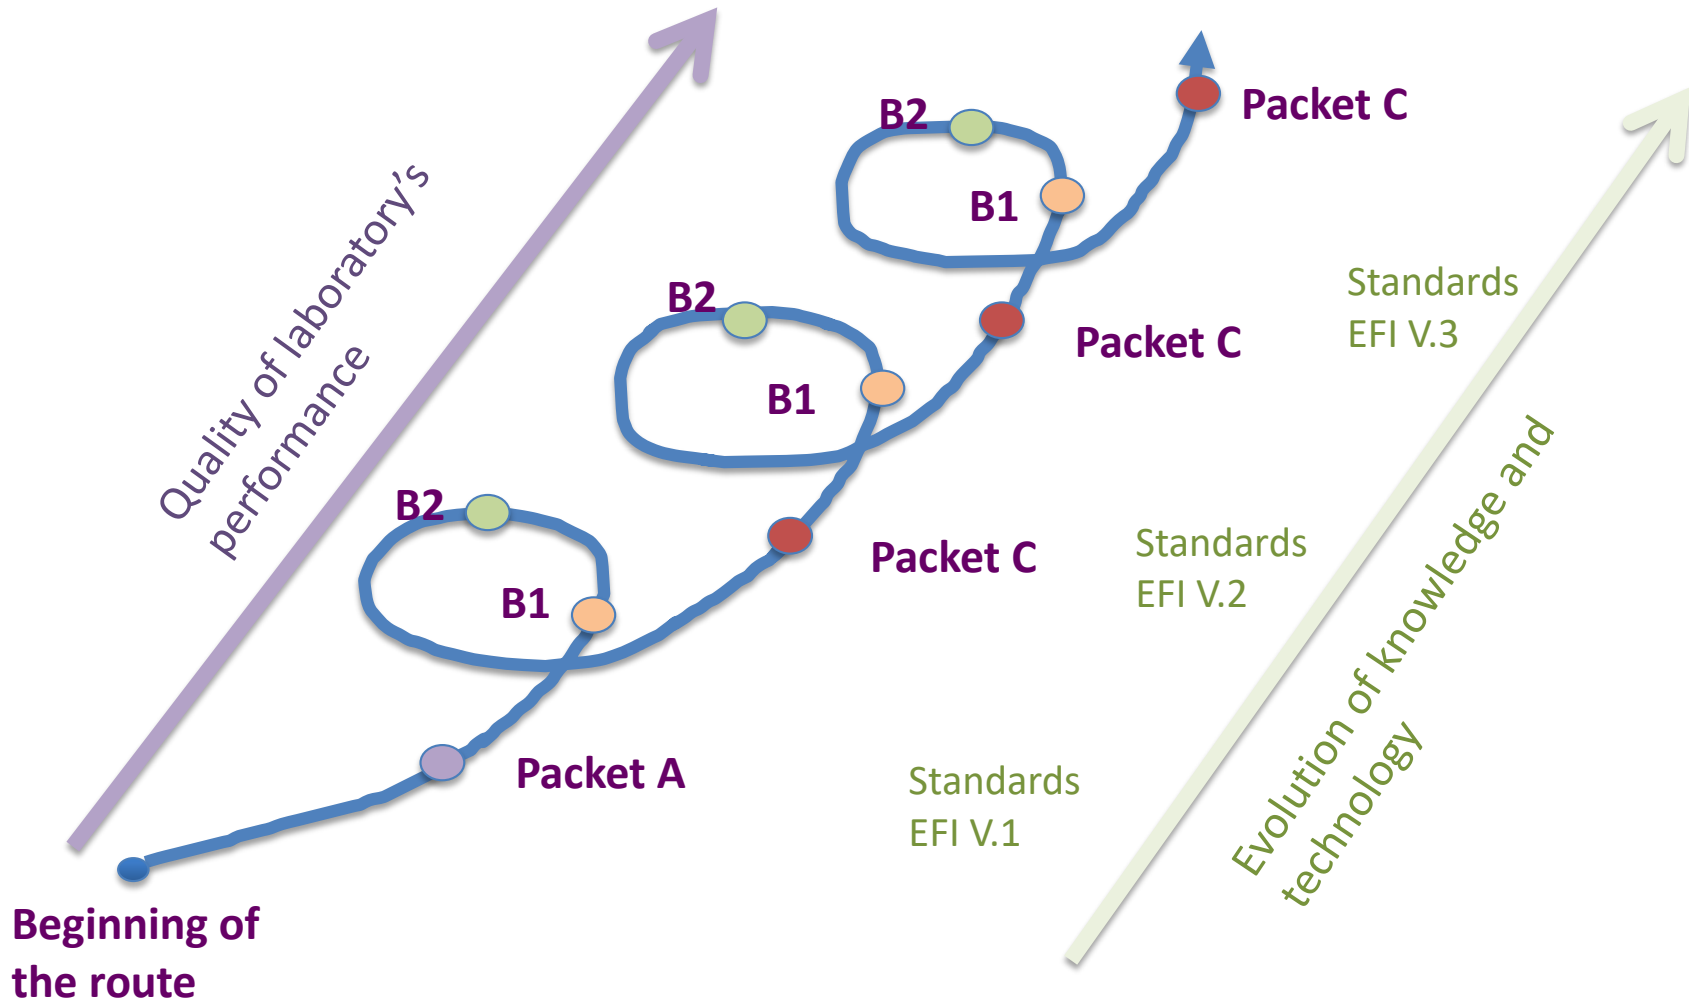 Quality of laboratory's
performance
B2
Packet C
B1
B2
Standards
EFI V.3
Packet C
B1
B2
Packet C
Standards
EFI V.2
B1
Evolution of knowledge and
technology
Packet A
Standards
EFI V.1
Beginning of
the route